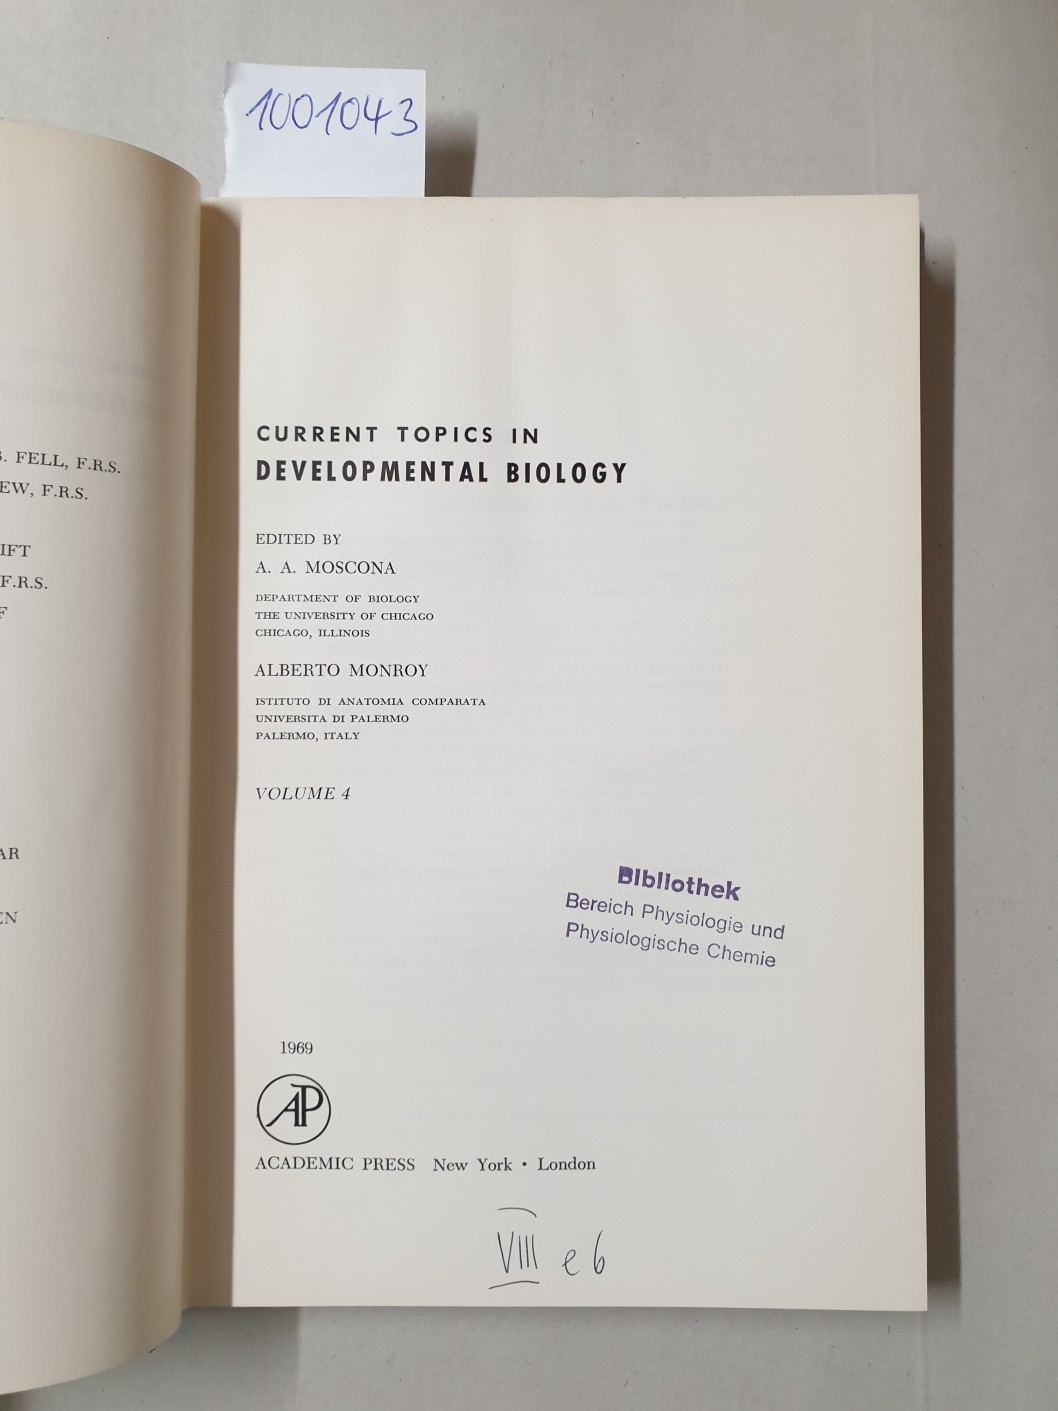 1001043
B. FELL, F.R.S.
EW, F.R.S.
IFT
F.R.S.
F
AR
EN
CURRENT TOPICS IN
DEVELOPMENTAL BIOLOGY
EDITED BY
A. A. MOSCONA
DEPARTMENT OF BIOLOGY
THE UNIVERSITY OF CHICAGO
CHICAGO, ILLINOIS
ALBERTO MONROY
ISTITUTO DI ANATOMIA COMPARATA
UNIVERSITA DI PALERMO
PALERMO, ITALY
VOLUME 4
Bibliothek
Bereich Physiologie und
Physiologische Chemie
1969
AP
ACADEMIC PRESS New York • London
VIII e 6